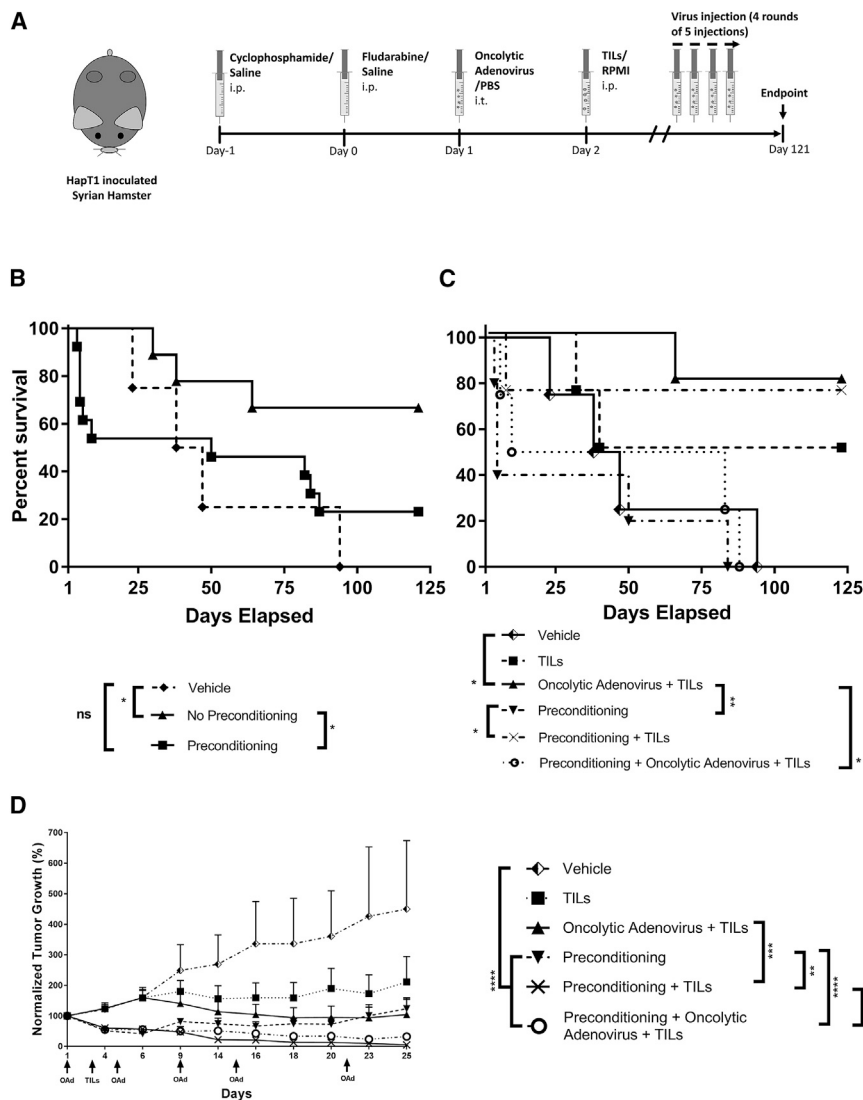 A
Cyclophosphamide/
Saline
i.p.
Fludarabine/
Saline
i.p.
Oncolytic
Adenovirus
/PBS
i.t.
TILs/
RPMI
i.p.
Virus injection (4 rounds
of 5 injections)
Endpoint
Day-1
Day 0
Day 1
Day 2
Day 121
HapT1 inoculated
Syrian Hamster
B
Percent survival
100
80
60
40
20
0
1
25
50
75
100
125
Days Elapsed
ns
*
Vehicle
No Preconditioning
*
Preconditioning
C
100
80
60
40
20
0
1
25
50
75
100
125
Days Elapsed
Vehicle
TILs
* Oncolytic Adenovirus + TILs
**
Preconditioning
*
Preconditioning + TILs
Preconditioning + Oncolytic Adenovirus + TILs
*
D
Normalized Tumor Growth (%)
700
600
500
400
300
200
100
0
1
4
6
9
14
16
18
20
23
25
OAd
TILs
OAd
OAd
OAd
OAd
Days
Vehicle
TILs
Oncolytic Adenovirus + TILs
***
Preconditioning
**
****
****
Preconditioning + TILs
Preconditioning + Oncolytic
Adenovirus + TILs